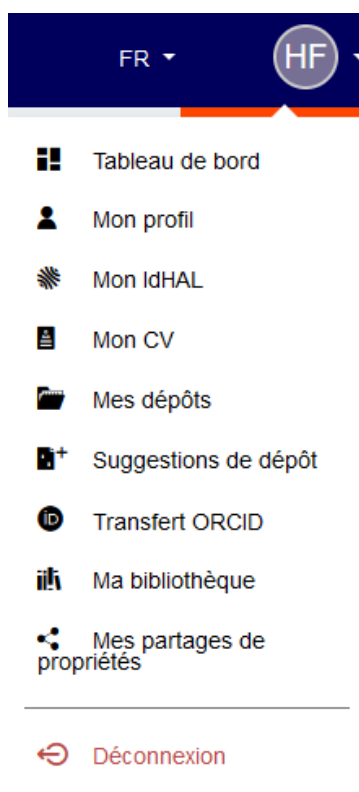 FR
HF
Tableau de bord
Mon profil
Mon IdHAL
Mon CV
Mes dépôts
Suggestions de dépôt
iD
Transfert ORCID
Ma bibliothèque
Mes partages de
propriétés
Déconnexion